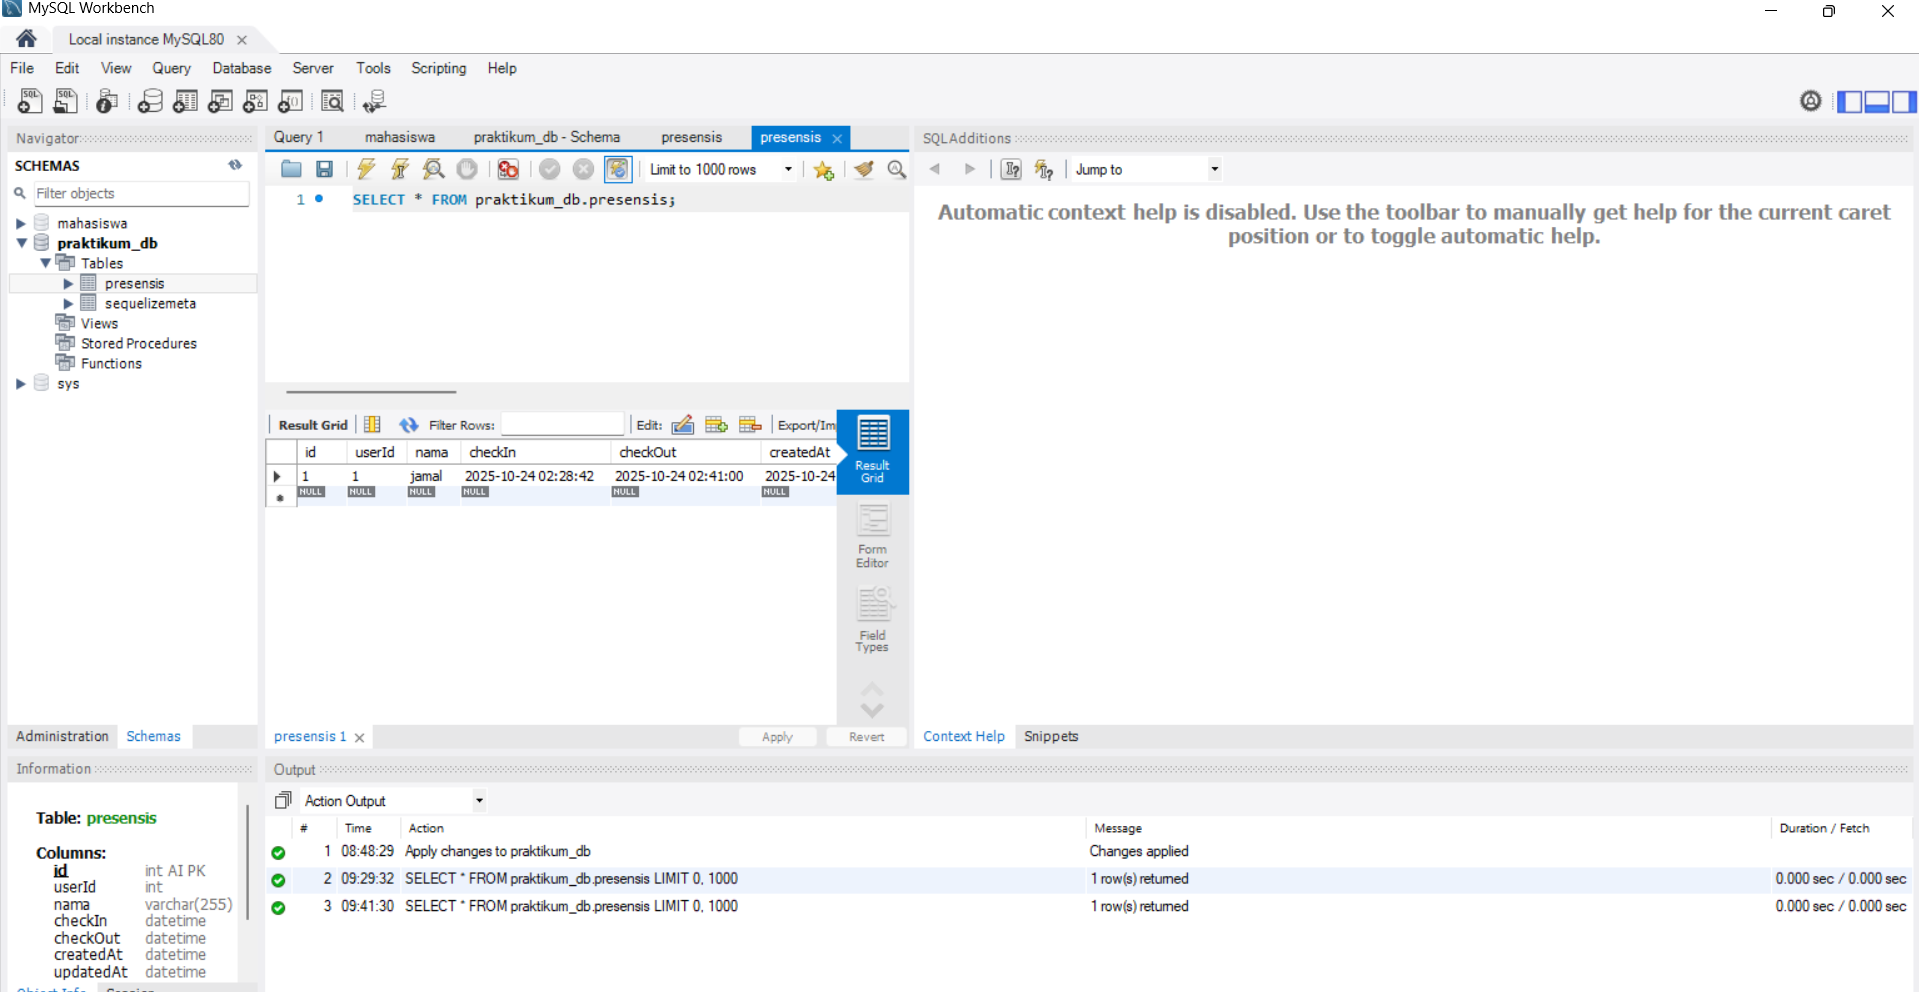 MySQL Workbench
Local instance MySQL80
File Edit View Query Database Server Tools Scripting Help
Navigator
SCHEMAS
Filter objects
mahasiswa
praktikum_db
Tables
presensis
sequelizemeta
Views
Stored Procedures
Functions
sys
Administration Schemas
Query 1 mahasiswa praktikum_db - Schema presensis presensis
Limit to 1000 rows
1 SELECT * FROM praktikum_db.presensis;
Result Grid Filter Rows: Edit: Export/Im
id userId nama checkIn checkOut createdAt
1 1 jamal 2025-10-24 02:28:42 2025-10-24 02:41:00 2025-10-24
NULL NULL NULL NULL NULL NULL
Result
Grid
Form
Editor
Field
Types
presensis 1 Apply Revert
SQLAdditions
Jump to
Automatic context help is disabled. Use the toolbar to manually get help for the current caret
position or to toggle automatic help.
Context Help Snippets
Information
Table: presensis
Columns:
id int AI PK
userId int
nama varchar(255)
checkIn datetime
checkOut datetime
createdAt datetime
updatedAt datetime
Object Info Session
Output
Action Output
# Time Action Message Duration / Fetch
1 08:48:29 Apply changes to praktikum_db Changes applied
2 09:29:32 SELECT * FROM praktikum_db.presensis LIMIT 0, 1000 1 row(s) returned 0.000 sec / 0.000 sec
3 09:41:30 SELECT * FROM praktikum_db.presensis LIMIT 0, 1000 1 row(s) returned 0.000 sec / 0.000 sec